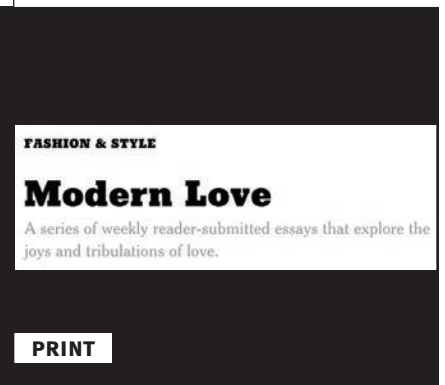 FASHION & STYLE
Modern Love
A series of weekly reader-submitted essays that explore the
joys and tribulations of love.
PRINT